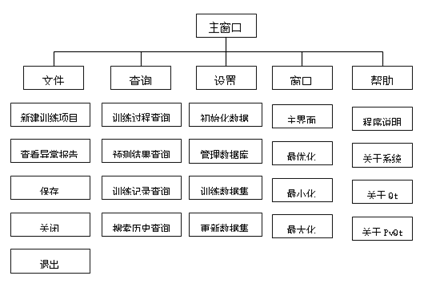 主窗口
文件
查询
设置
窗口
帮助
新建训练项目
训练过程查询
初始化数据
主界面
程序说明
查看异常报告
预测结果查询
管理数据库
最优化
关于系统
保存
训练记录查询
训练数据集
最小化
关于 Qt
关闭
搜索历史查询
更新数据集
最大化
关于 PyQt
退出